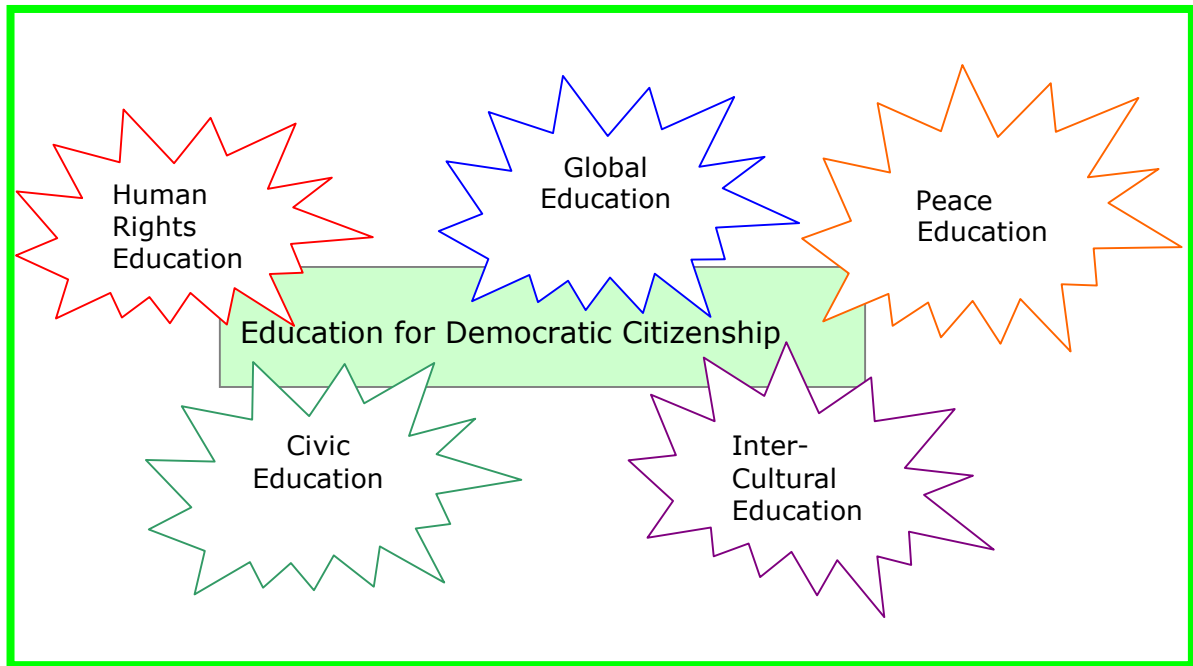 Human
Rights
Education
Global
Education
Peace
Education
Education for Democratic Citizenship
Civic
Education
Inter-
Cultural
Education